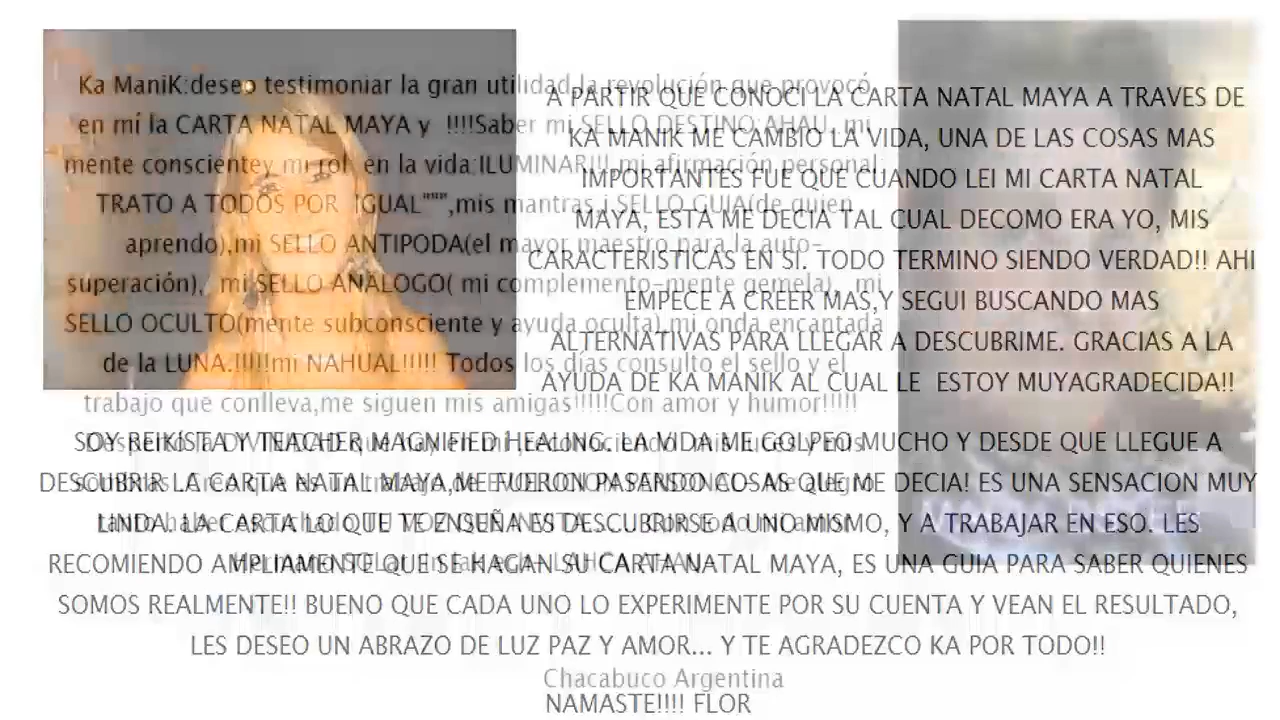 Ka ManiK:deseo testimoniar la gran utilidad la revolución que provocó
en mí la CARTA NATAL MAYA y !!!!Saber mi SELLO DESTINO:AHAU, mi
mente consciente y mi rol en la vida:ILUMINAR!!! mi afirmación personal
TRATO A TODOS POR IGUAL""",mis mantras,i SELLO GUIA(de quien
aprendo),mi SELLO ANTIPODA(el mayor maestro para la auto-
superación), mi SELLO ANALOGO( mi complemento-mente gemela), mi
SELLO OCULTO(mente subconsciente y ayuda oculta),mi onda encantada
de la LUNA.!!!!!mi NAHUAL!!!!! Todos los días consulto el sello y el
trabajo que conlleva,me siguen mis amigas!!!!!Con amor y humor!!!!!
Chacabuco Argentina
A PARTIR QUE CONOCI LA CARTA NATAL MAYA A TRAVES DE
KA MANIK ME CAMBIO LA VIDA, UNA DE LAS COSAS MAS
IMPORTANTES FUE QUE CUANDO LEI MI CARTA NATAL
MAYA, ESTA ME DECIA TAL CUAL DECOMO ERA YO, MIS
CARACTERISTICAS EN SI. TODO TERMINO SIENDO VERDAD!! AHI
EMPECE A CREER MAS,Y SEGUI BUSCANDO MAS
ALTERNATIVAS PARA LLEGAR A DESCUBRIME. GRACIAS A LA
AYUDA DE KA MANIK AL CUAL LE ESTOY MUYAGRADECIDA!!
SOY REIKISTA Y TEACHER MAGNIFIED HEALING. LA VIDA ME GOLPEO MUCHO Y DESDE QUE LLEGUE A
DESCUBRIR LA CARTA NATAL MAYA,ME FUERON PASANDO COSAS QUE ME DECIA! ES UNA SENSACION MUY
LINDA. LA CARTA LO QUE TE ENSEÑA ES DESCUBRIRSE A UNO MISMO, Y A TRABAJAR EN ESO. LES
RECOMIENDO AMPLIAMENTE QUE SE HAGAN SU CARTA NATAL MAYA, ES UNA GUIA PARA SABER QUIENES
SOMOS REALMENTE!! BUENO QUE CADA UNO LO EXPERIMENTE POR SU CUENTA Y VEAN EL RESULTADO,
LES DESEO UN ABRAZO DE LUZ PAZ Y AMOR... Y TE AGRADEZCO KA POR TODO!!
NAMASTE!!!! FLOR